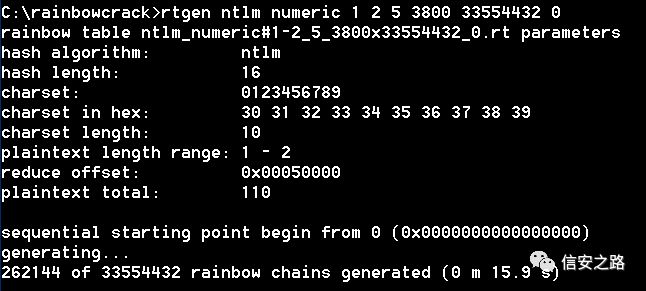 C:\rainbowcrack>rtgen ntlm numeric 1 2 5 3800 33554432 0
rainbow table ntlm_numeric#1-2_5_3800x33554432_0.rt parameters
hash algorithm: ntlm
hash length: 16
charset: 0123456789
charset in hex: 30 31 32 33 34 35 36 37 38 39
charset length: 10
plaintext length range: 1 - 2
reduce offset: 0x00050000
plaintext total: 110
sequential starting point begin from 0 (0x0000000000000000)
generating...
262144 of 33554432 rainbow chains generated (0 m 15.9 s)
信安之路